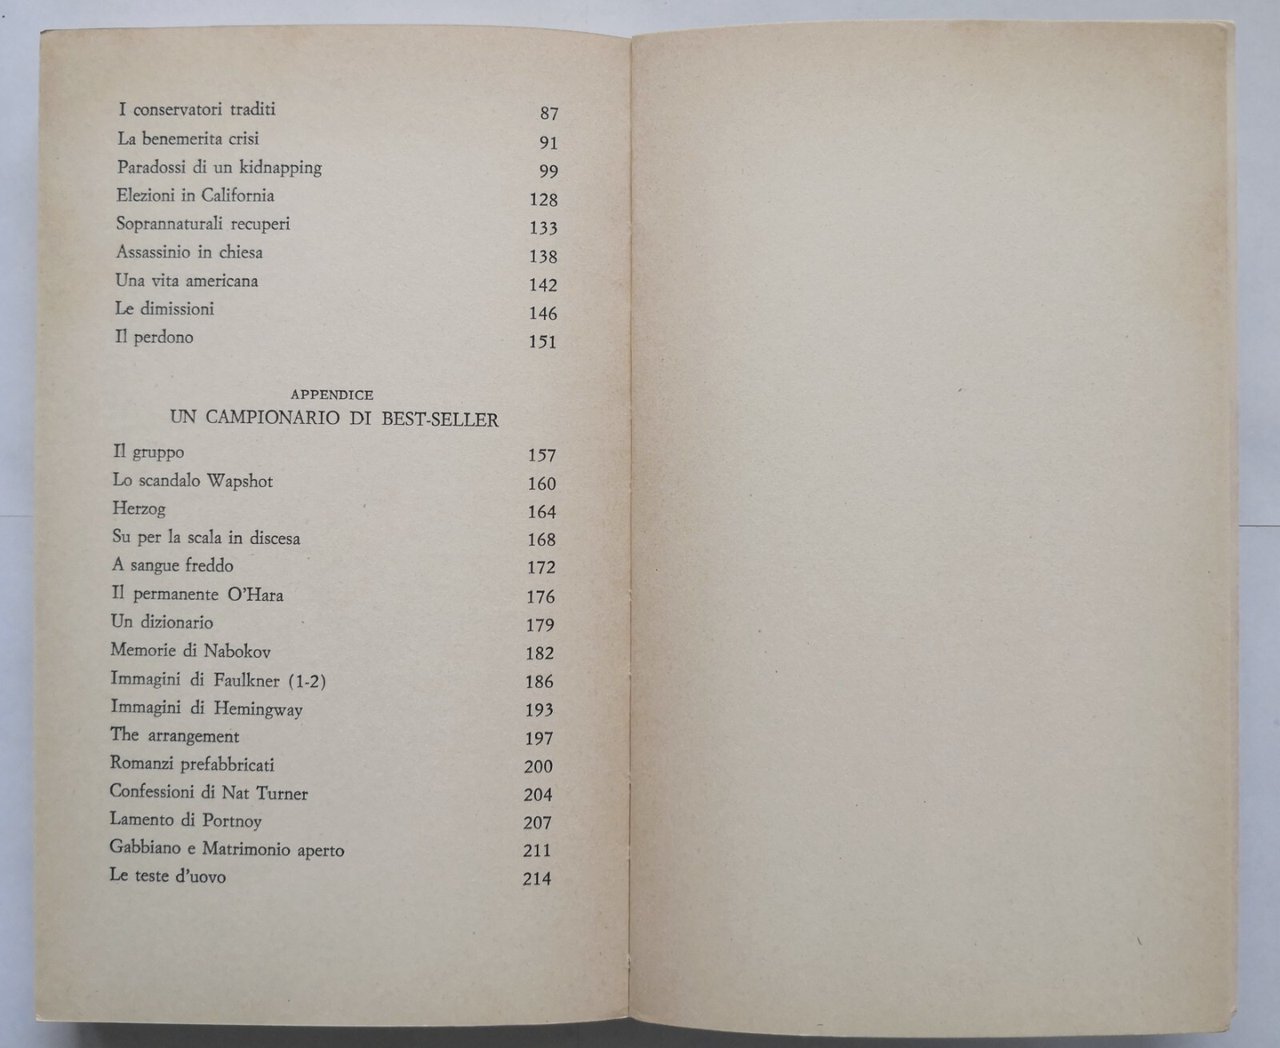 I conservatori traditi 87
La benemerita crisi 91
Paradossi di un kidnapping 99
Elezioni in California 128
Soprannaturali recuperi 133
Assassinio in chiesa 138
Una vita americana 142
Le dimissioni 146
Il perdono 151
APPENDICE
UN CAMPIONARIO DI BEST-SELLER
Il gruppo 157
Lo scandalo Wapshot 160
Herzog 164
Su per la scala in discesa 168
A sangue freddo 172
Il permanente O'Hara 176
Un dizionario 179
Memorie di Nabokov 182
Immagini di Faulkner (1-2) 186
Immagini di Hemingway 193
The arrangement 197
Romanzi prefabbricati 200
Confessioni di Nat Turner 204
Lamento di Portnoy 207
Gabbiano e Matrimonio aperto 211
Le teste d'uovo 214